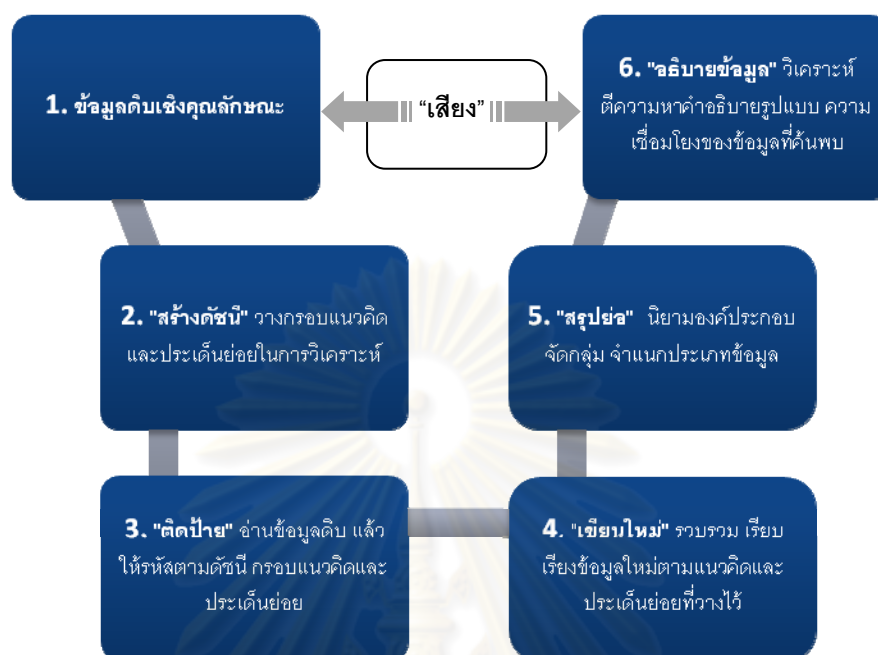 1. ข้อมูลดิบเชิงคุณลักษณะ
“เสียง”
6. "อธิบายข้อมูล" วิเคราะห์
ตีความหาคำอธิบายรูปแบบ ความ
เชื่อมโยงของข้อมูลที่ค้นพบ
2. "สร้างดัชนี" วางกรอบแนวคิด
และประเด็นย่อยในการวิเคราะห์
5. "สรุปย่อ" นิยามองค์ประกอบ
จัดกลุ่ม จำแนกประเภทข้อมูล
3. "ติดป้าย" อ่านข้อมูลดิบ แล้ว
ให้รหัสตามดัชนี กรอบแนวคิดและ
ประเด็นย่อย
4. "เขียนใหม่" รวบรวม เรียบ
เรียงข้อมูลใหม่ตามแนวคิดและ
ประเด็นย่อยที่วางไว้